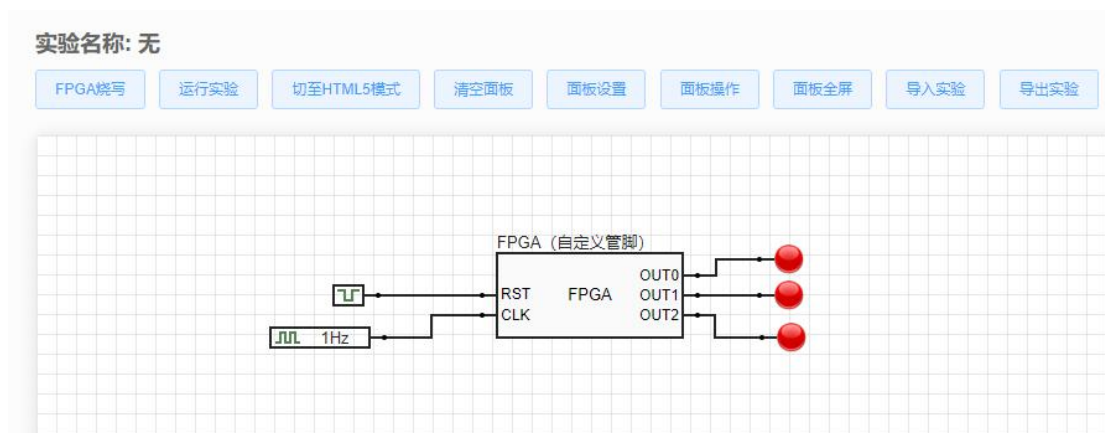 实验名称: 无
FPGA烧写 运行实验 切至HTML5模式 清空面板 面板设置 面板操作 面板全屏 导入实验 导出实验
FPGA（自定义管脚）
OUT0
RST FPGA OUT1
CLK OUT2
1Hz